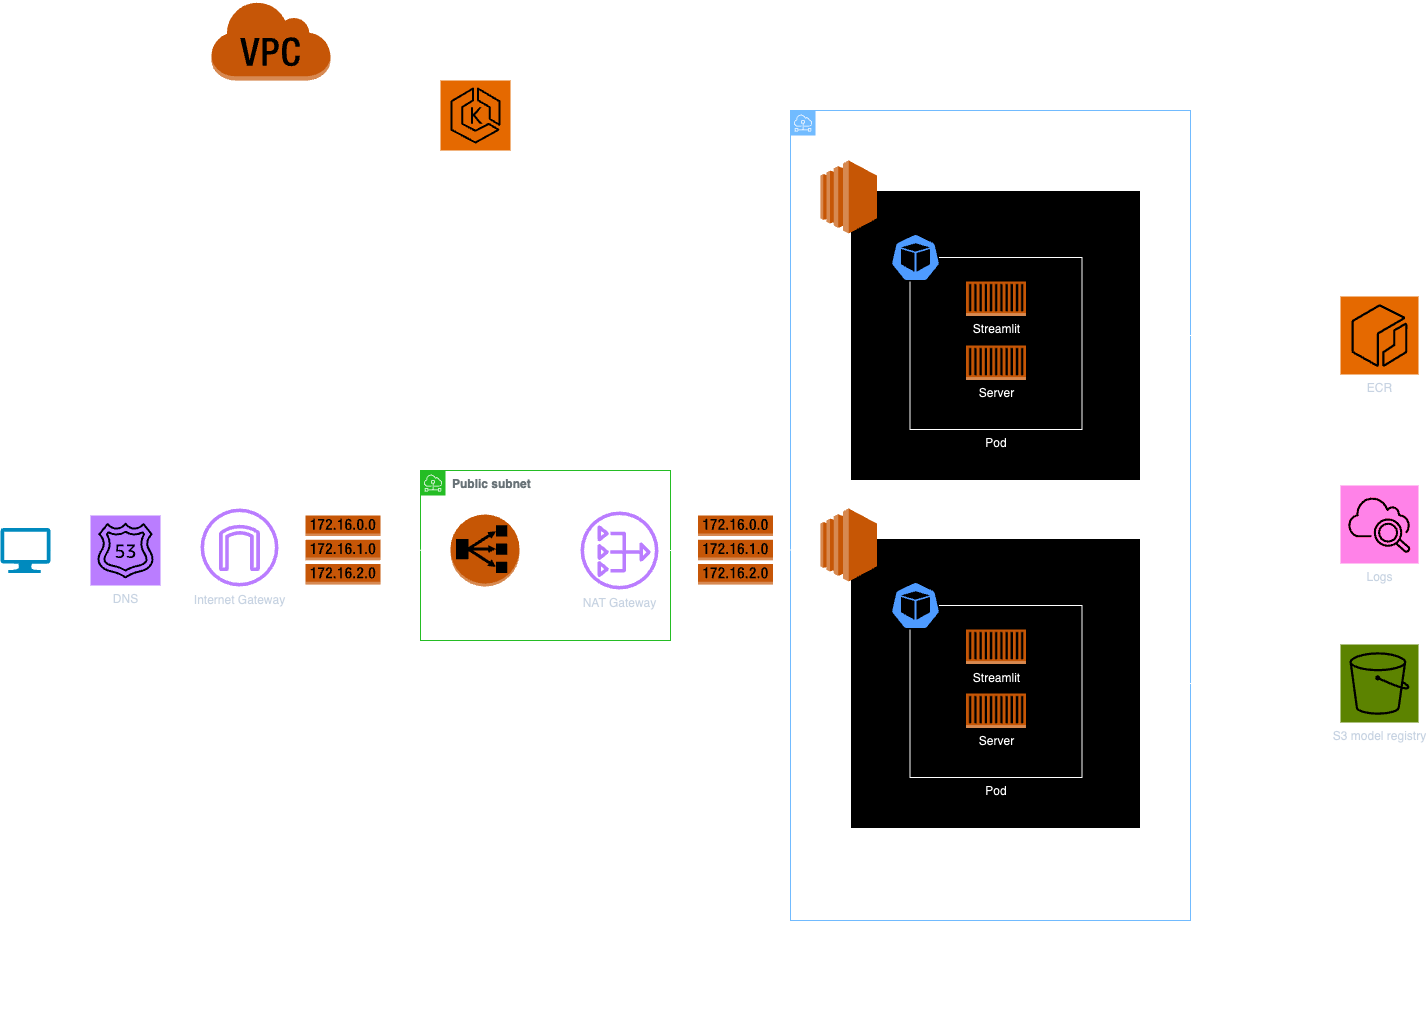 VPC
K
Streamlit
Server
Pod
ECR
Public subnet
53
DNS
Internet Gateway
172.16.0.0
172.16.1.0
172.16.2.0
NAT Gateway
172.16.0.0
172.16.1.0
172.16.2.0
Streamlit
Server
Pod
Logs
S3 model registry